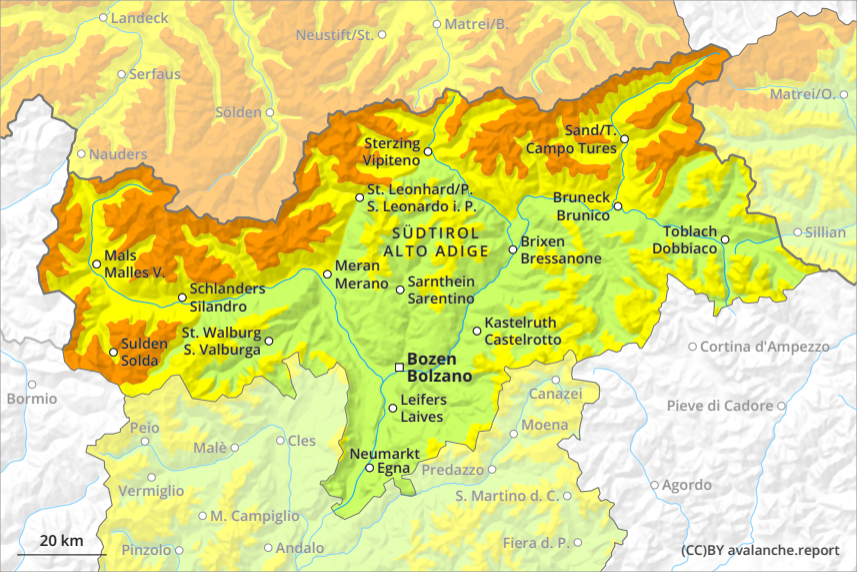 Landeck
Matrei/B.
Neustift/St.
Serfaus
Matrei/O.
Sölden
Sand/T.
Campo Tures
Sterzing
Vipiteno
Nauders
St. Leonhard/P.
S. Leonardo i. P.
Bruneck
Brunico
SÜDTIROL
ALTO ADIGE
Toblach
Dobbiaco
Sillian
Brixen
Bressanone
Mals
Malles V.
Meran
Merano
Sarnthein
Sarentino
Schlanders
Silandro
Kastelruth
Castelrotto
St. Walburg
S. Valburga
Sulden
Solda
Cortina d'Ampezzo
Bozen
Bolzano
Bormio
Canazei
Leifers
Laives
Pieve di Cadore
Peio
Moena
Cles
Malè
Neumarkt
Egna
Predazzo
Vermiglio
Agordo
S. Martino d. C.
M. Campiglio
20 km
Pinzolo
Andalo
Fiera d. P.
(CC)BY avalanche.report